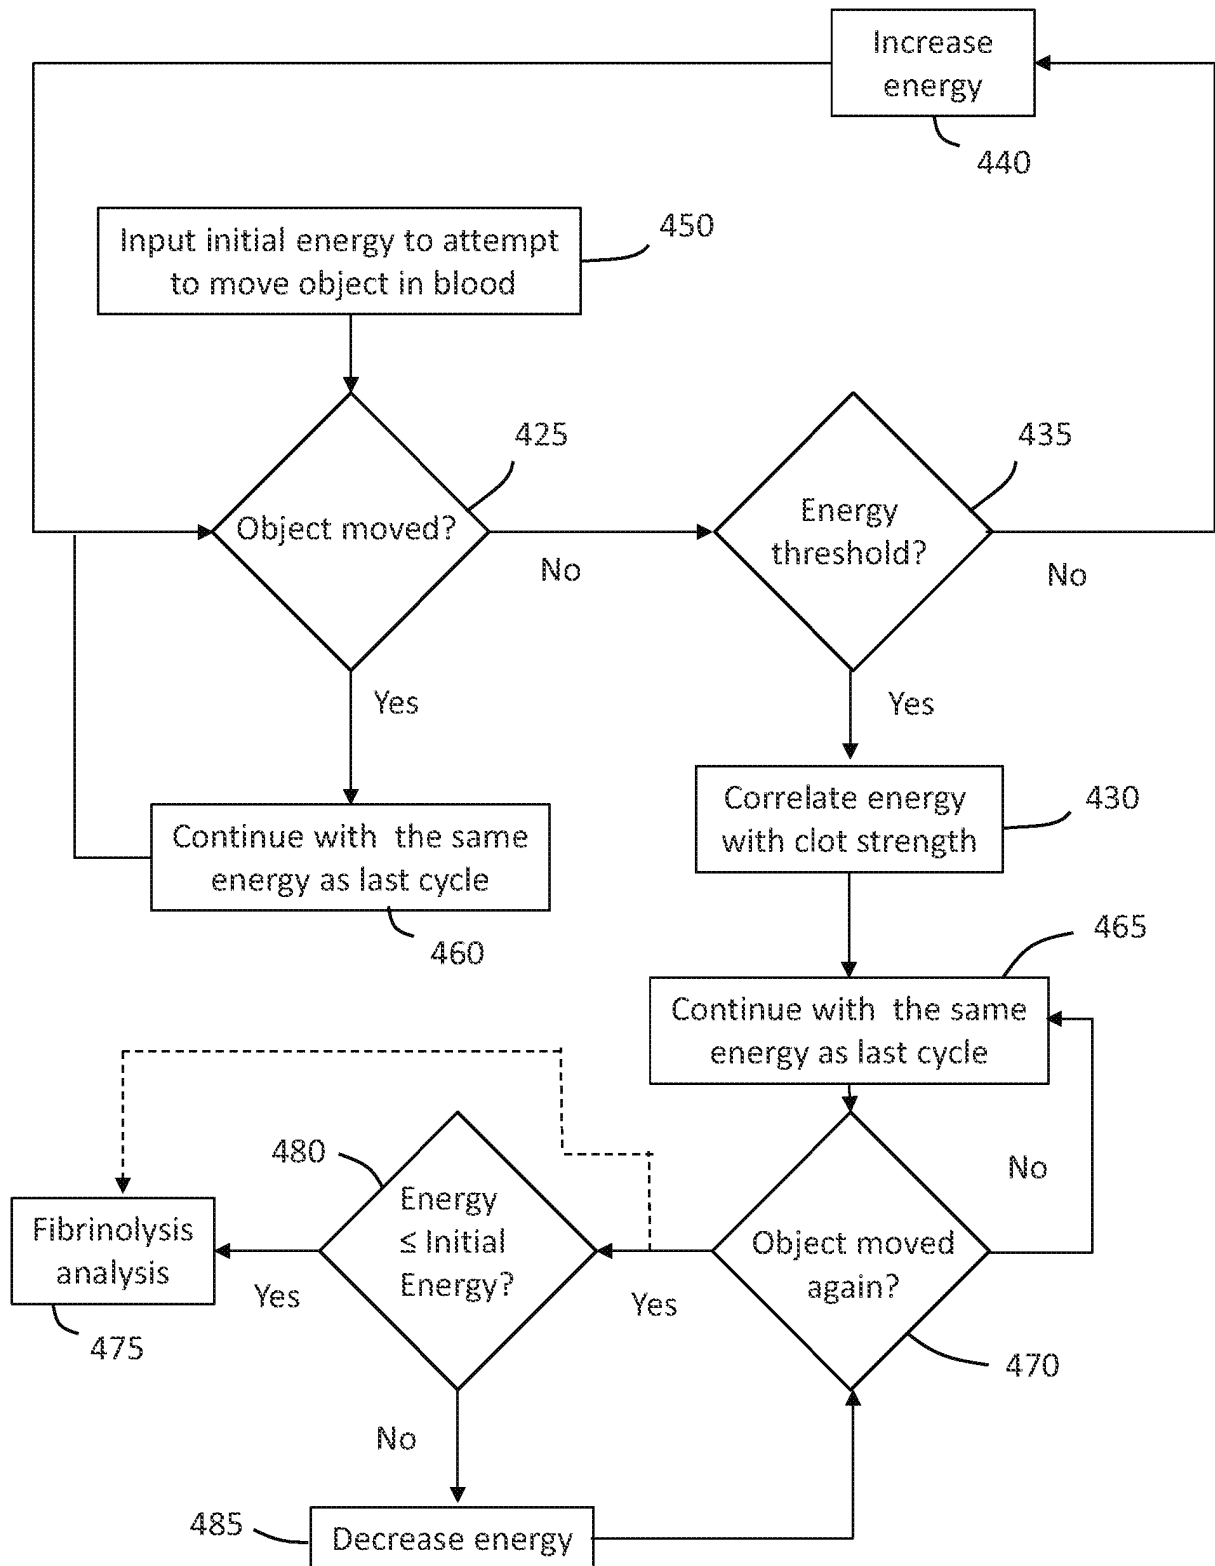 Increase
energy
440
Input initial energy to attempt
to move object in blood
450
425
435
Object moved?
No
Energy
threshold?
No
Yes
Yes
Continue with the same
energy as last cycle
460
Correlate energy
with clot strength
430
465
Continue with the same
energy as last cycle
480
No
Fibrinolysis
analysis
475
Yes
Energy
≤ Initial
Energy?
Yes
Object moved
again?
470
No
485
Decrease energy